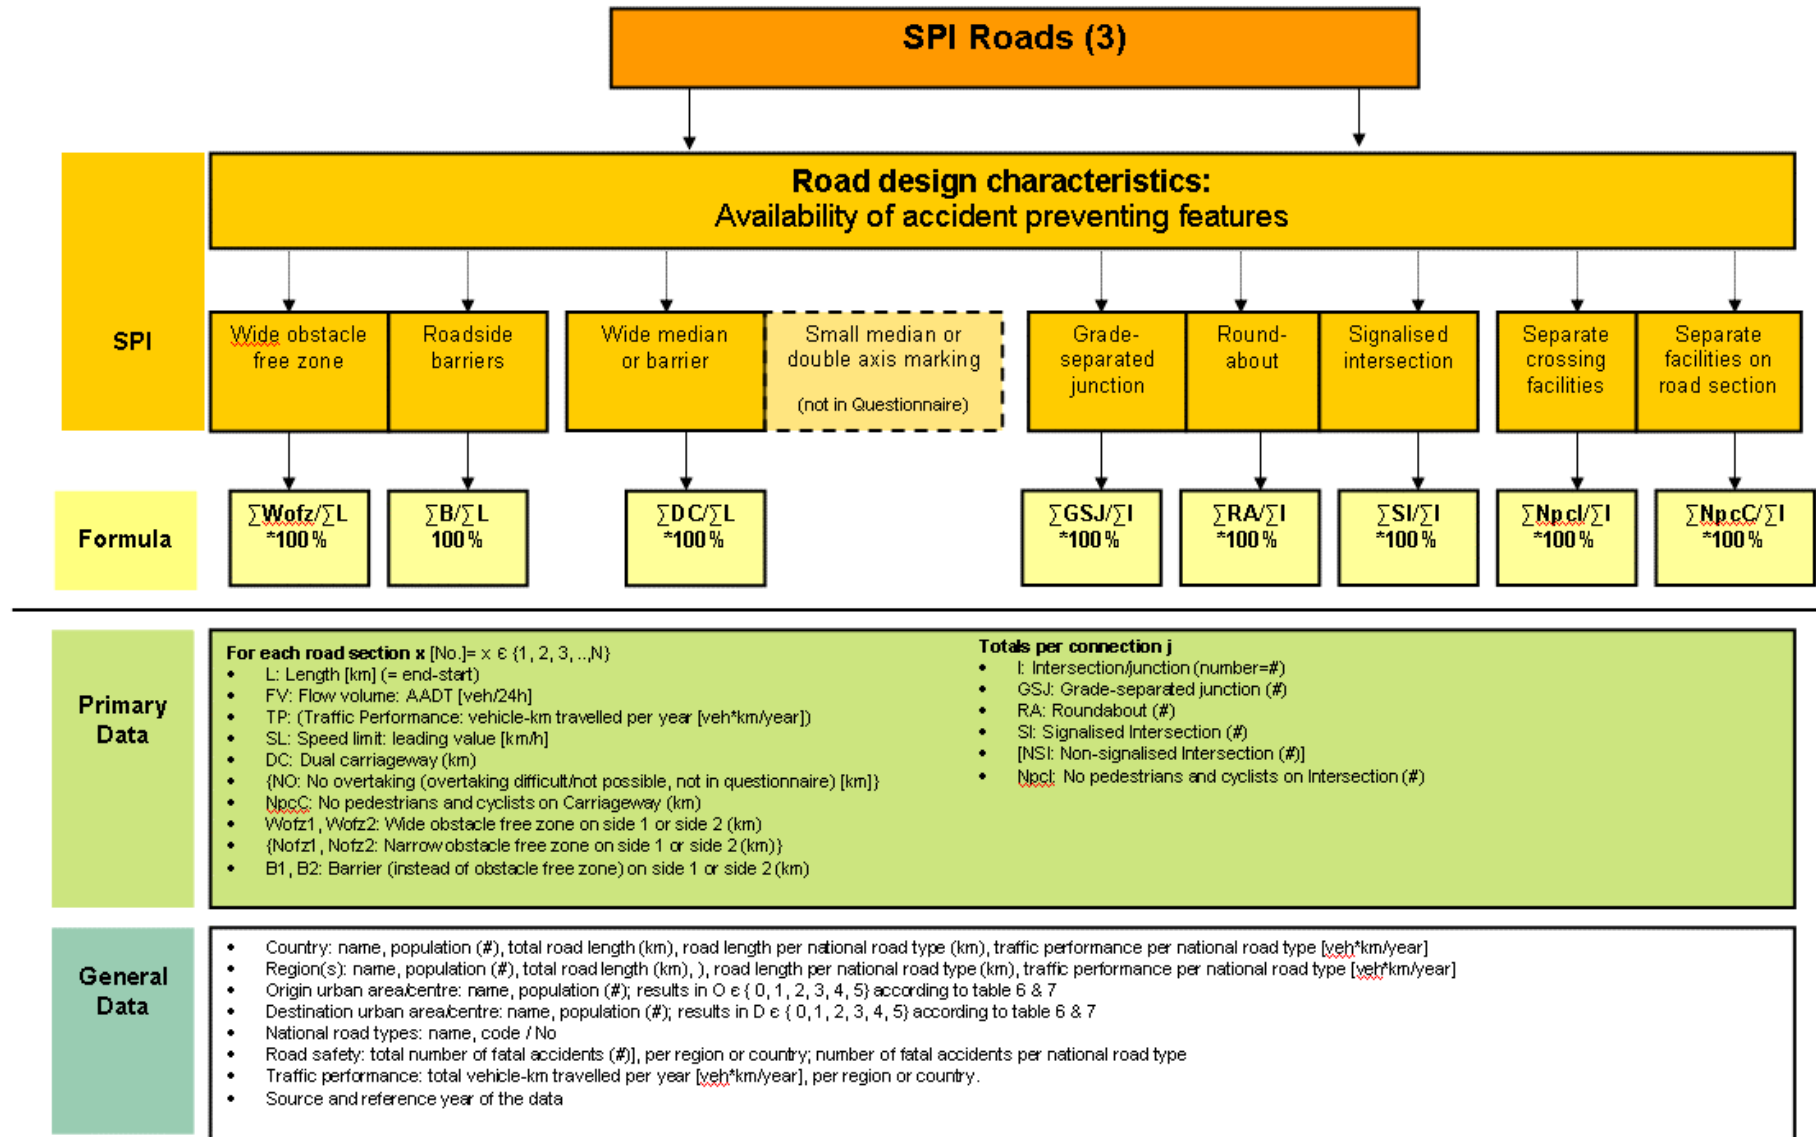 SPI Roads (3)
Road design characteristics:
Availability of accident preventing features
SPI
Wide obstacle
free zone
Roadside
barriers
Wide median
or barrier
Small median or
double axis marking
(not in Questionnaire)
Grade-
separated
junction
Round-
about
Signalised
intersection
Separate
crossing
facilities
Separate
facilities on
road section
Formula
∑Wofz/∑L
*100%
∑B/∑L
100%
∑DC/∑L
*100%
∑GSJ/∑I
*100%
∑RA/∑I
*100%
∑SI/∑I
*100%
∑NpcI/∑I
*100%
∑NpcC/∑I
*100%
Primary
Data
For each road section x [No.]= x є {1, 2, 3, ..,N}
• L: Length [km] (= end-start)
• FV: Flow volume: AADT [veh/24h]
• TP: (Traffic Performance: vehicle-km travelled per year [veh*km/year])
• SL: Speed limit: leading value [km/h]
• DC: Dual carriageway (km)
• {NO: No overtaking (overtaking difficult/not possible, not in questionnaire) [km]}
• NpcC: No pedestrians and cyclists on Carriageway (km)
• Wofz1, Wofz2: Wide obstacle free zone on side 1 or side 2 (km)
• {Nofz1, Nofz2: Narrow obstacle free zone on side 1 or side 2 (km)}
• B1, B2: Barrier (instead of obstacle free zone) on side 1 or side 2 (km)
Totals per connection j
• I: Intersection/junction (number=#)
• GSJ: Grade-separated junction (#)
• RA: Roundabout (#)
• SI: Signalised Intersection (#)
• [NSI: Non-signalised Intersection (#)]
• NpcI: No pedestrians and cyclists on Intersection (#)
General
Data
• Country: name, population (#), total road length (km), road length per national road type (km), traffic performance per national road type [veh*km/year]
• Region(s): name, population (#), total road length (km), ), road length per national road type (km), traffic performance per national road type [veh*km/year]
• Origin urban area/centre: name, population (#); results in O є { 0, 1, 2, 3, 4, 5} according to table 6 & 7
• Destination urban area/centre: name, population (#); results in D є { 0, 1, 2, 3, 4, 5} according to table 6 & 7
• National road types: name, code / No
• Road safety: total number of fatal accidents (#)], per region or country; number of fatal accidents per national road type
• Traffic performance: total vehicle-km travelled per year [veh*km/year], per region or country.
• Source and reference year of the data